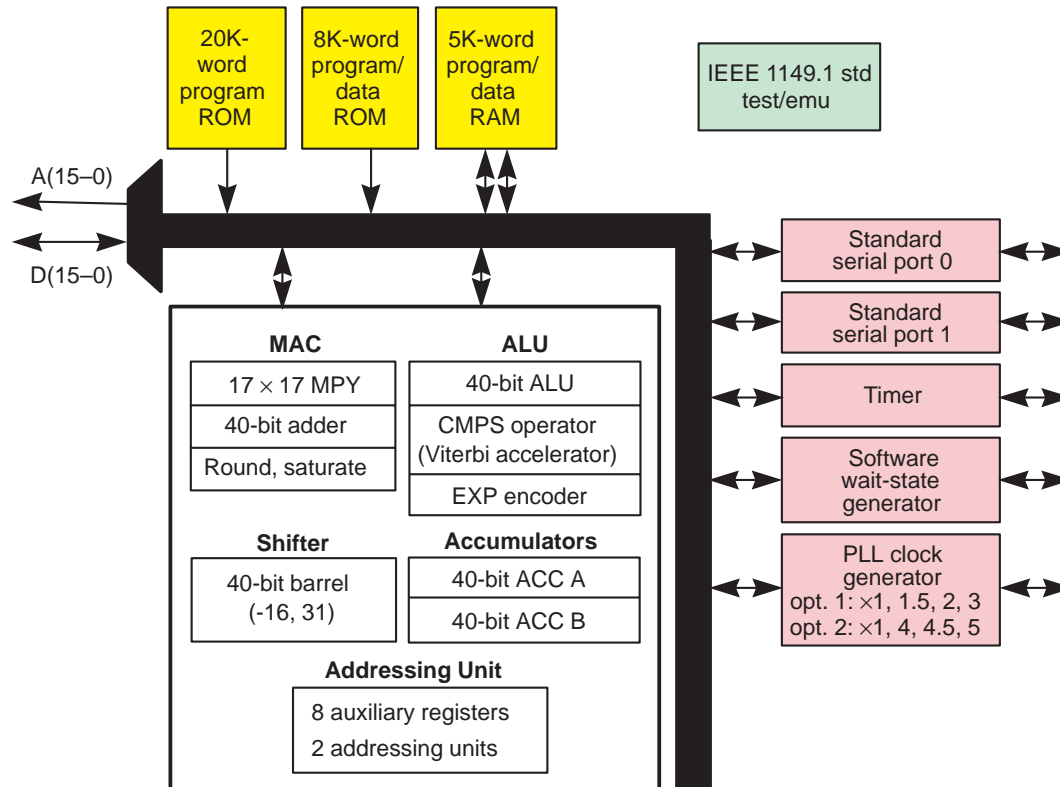 20K-
word
program
ROM
8K-word
program/
data
ROM
5K-word
program/
data
RAM
IEEE 1149.1 std
test/emu
A(15–0)
D(15–0)
Standard
serial port 0
Standard
serial port 1
Timer
Software
wait-state
generator
PLL clock
generator
opt. 1: ×1, 1.5, 2, 3
opt. 2: ×1, 4, 4.5, 5
MAC
17 × 17 MPY
40-bit adder
Round, saturate
ALU
40-bit ALU
CMPS operator
(Viterbi accelerator)
EXP encoder
Shifter
40-bit barrel
(-16, 31)
Accumulators
40-bit ACC A
40-bit ACC B
Addressing Unit
8 auxiliary registers
2 addressing units